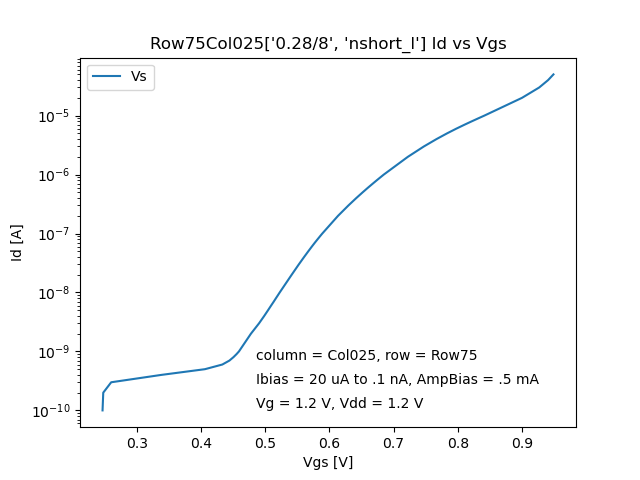 Row75Col025['0.28/8', 'nshort_l'] Id vs Vgs
Vs
10⁻⁵
10⁻⁶
10⁻⁷
10⁻⁸
10⁻⁹
10⁻¹⁰
Id [A]
column = Col025, row = Row75
Ibias = 20 uA to .1 nA, AmpBias = .5 mA
Vg = 1.2 V, Vdd = 1.2 V
0.3 0.4 0.5 0.6 0.7 0.8 0.9
Vgs [V]